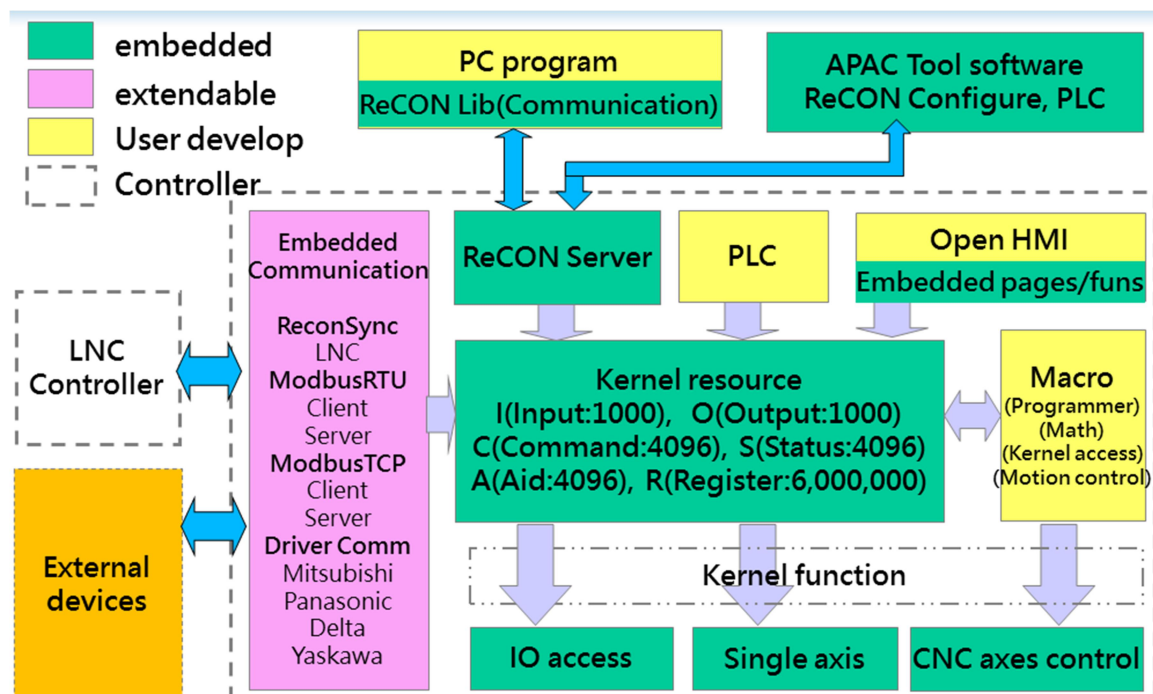 embedded
extendable
User develop
Controller
PC program
ReCON Lib(Communication)
APAC Tool software
ReCON Configure, PLC
Embedded
Communication
ReconSync
LNC
ModbusRTU
Client
Server
ModbusTCP
Client
Server
Driver Comm
Mitsubishi
Panasonic
Delta
Yaskawa
LNC
Controller
External
devices
ReCON Server
PLC
Open HMI
Embedded pages/funs
Kernel resource
I(Input:1000), O(Output:1000)
C(Command:4096), S(Status:4096)
A(Aid:4096), R(Register:6,000,000)
Macro
(Programmer)
(Math)
(Kernel access)
(Motion control)
Kernel function
IO access
Single axis
CNC axes control